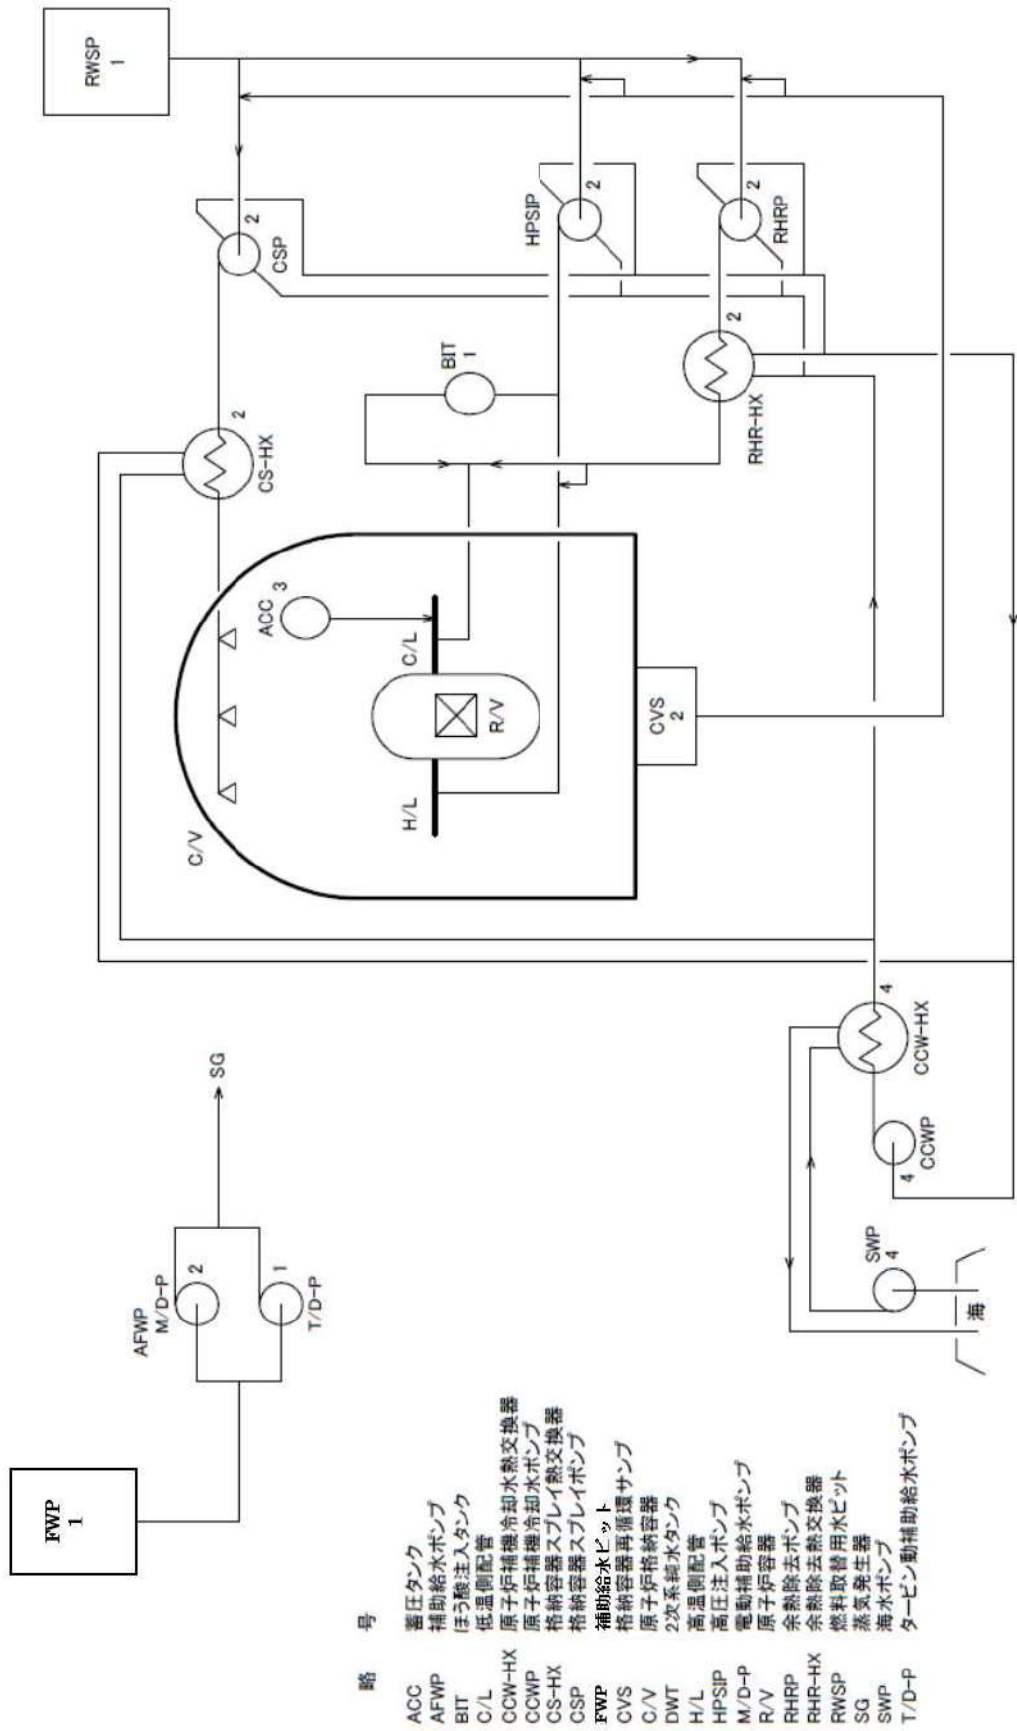 FWP
1
AFWP
M/D-P
2
1
T/D-P
SG
RWSP
1
C/V
CS-HX
2
CSP
2
ACC
3
C/L
H/L
R/V
BIT
1
HPSIP
2
RHRP
2
RHR-HX
2
CVS
2
CCW-HX
4
CCWP
4
SWP
4
海
略 号
ACC 蓄圧タンク
AFWP 補助給水ポンプ
BIT ほう酸注入タンク
C/L 低温側配管
CCW-HX 原子炉補機冷却水熱交換器
CCWP 原子炉補機冷却水ポンプ
CS-HX 格納容器スプレイ熱交換器
CSP 格納容器スプレイポンプ
FWP 補助給水ピット
CVS 格納容器再循環サンプ
C/V 原子炉格納容器
DWT 2次系純水タンク
H/L 高温側配管
HPSIP 高圧注入ポンプ
M/D-P 電動補助給水ポンプ
R/V 原子炉容器
RHRP 余熱除去ポンプ
RHR-HX 余熱除去熱交換器
RWSP 燃料取替用水ピット
SG 蒸気発生器
SWP 海水ポンプ
T/D-P タービン動補助給水ポンプ